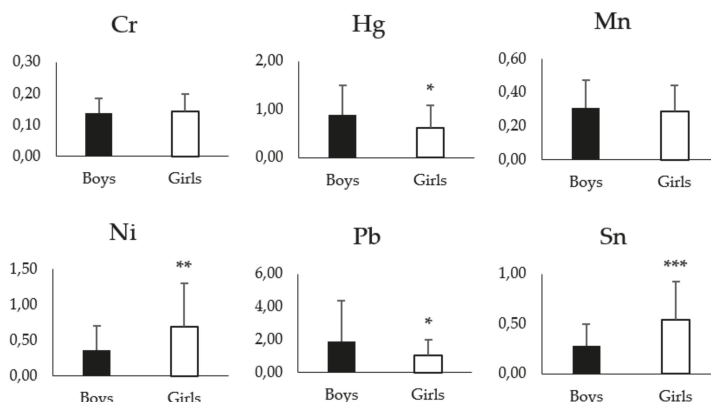 Cr
0,30
0,20
0,10
0,00
Boys Girls
Hg
2,00
1,00
0,00
*
Boys Girls
Mn
0,60
0,40
0,20
0,00
Boys Girls
Ni
1,50
1,00
0,50
0,00
**
Boys Girls
Pb
6,00
4,00
2,00
0,00
*
Boys Girls
Sn
1,00
0,50
0,00
***
Boys Girls